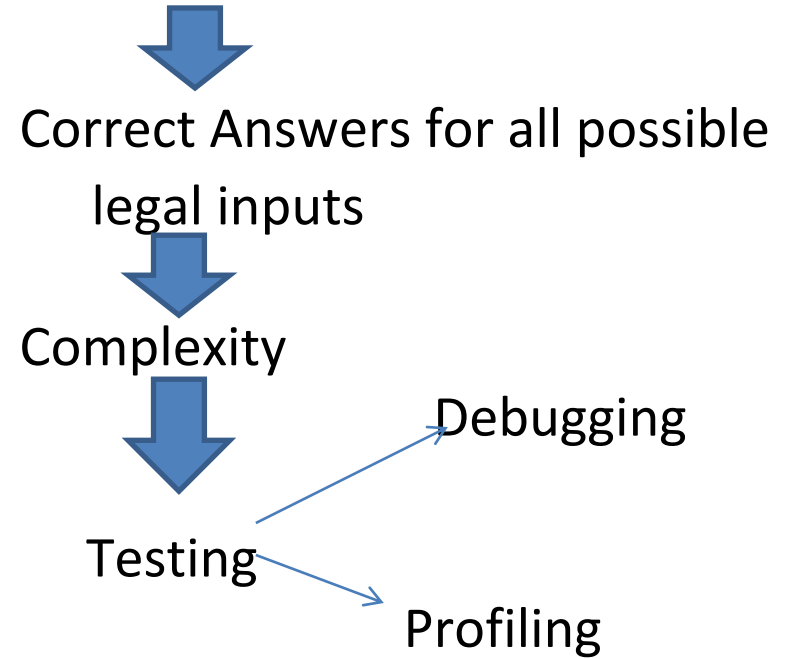 Correct Answers for all possible
legal inputs
Complexity
Debugging
Testing
Profiling